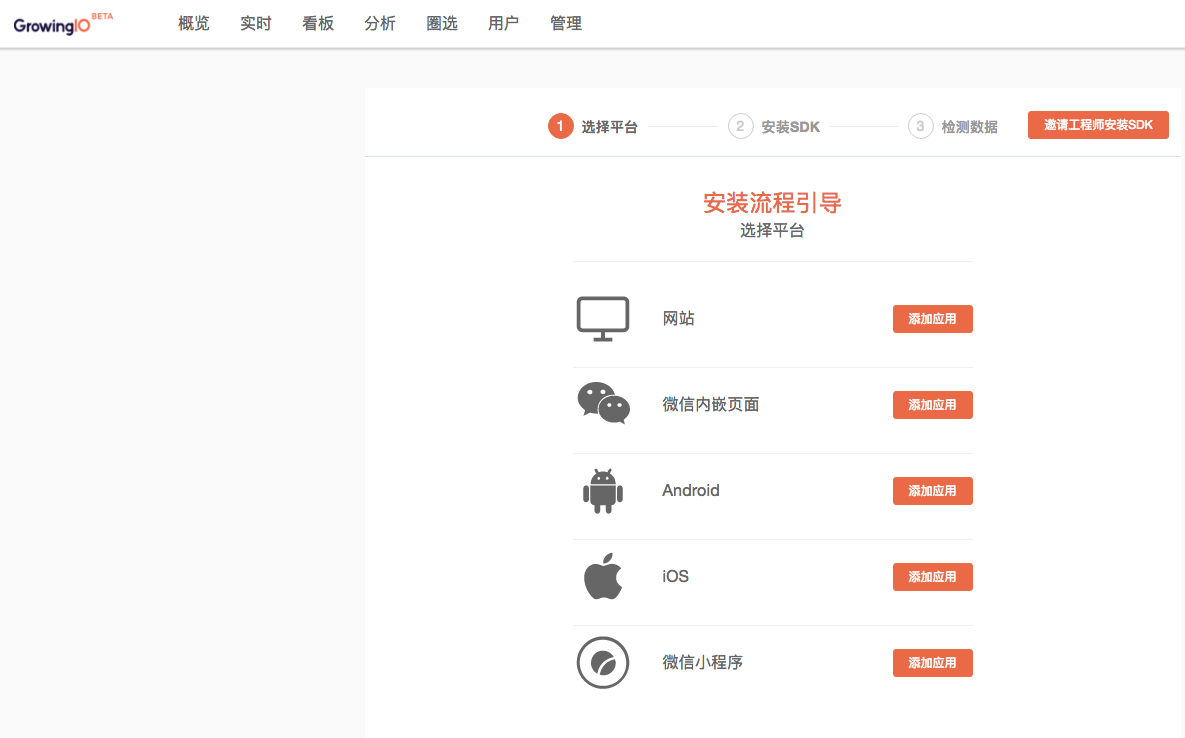 GrowingIO BETA 概览 实时 看板 分析 圈选 用户 管理
1 选择平台 2 安装SDK 3 检测数据 邀请工程师安装SDK
安装流程引导
选择平台
网站 添加应用
微信内嵌页面 添加应用
Android 添加应用
iOS 添加应用
微信小程序 添加应用